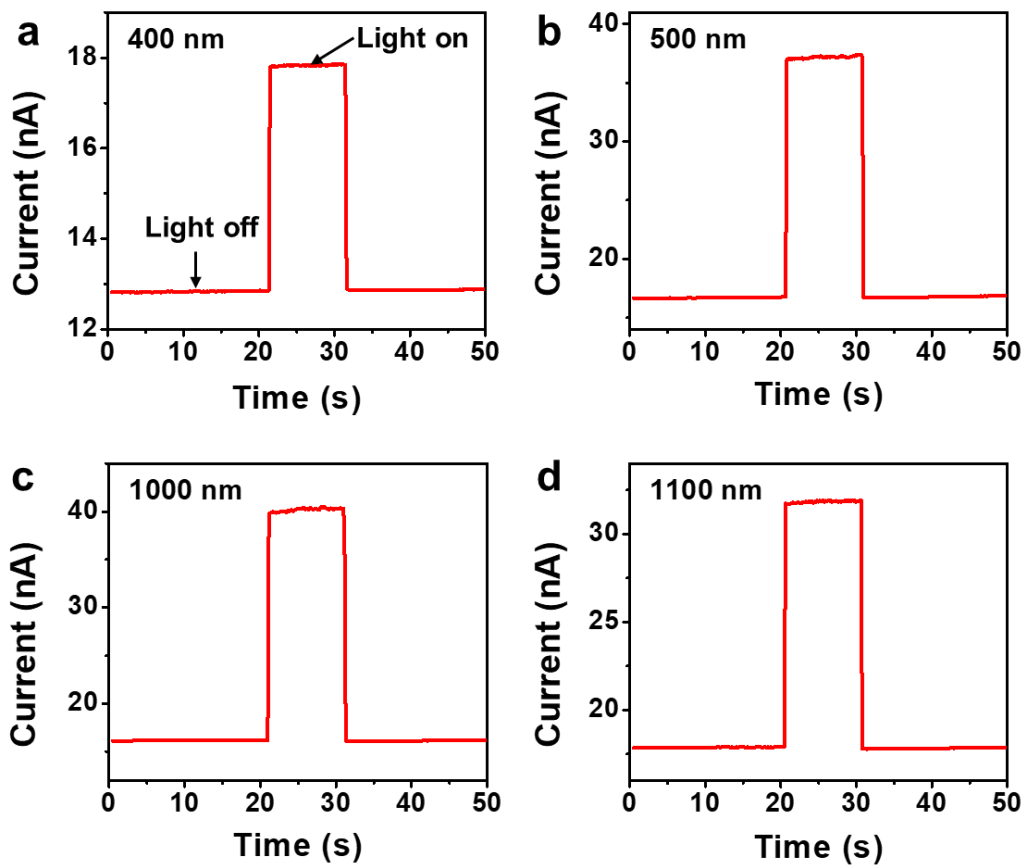 a
400 nm
Light on
Light off
18
16
14
12
Current (nA)
0 10 20 30 40 50
Time (s)
b
500 nm
40
30
20
Current (nA)
0 10 20 30 40 50
Time (s)
c
1000 nm
40
30
20
Current (nA)
0 10 20 30 40 50
Time (s)
d
1100 nm
30
25
20
Current (nA)
0 10 20 30 40 50
Time (s)